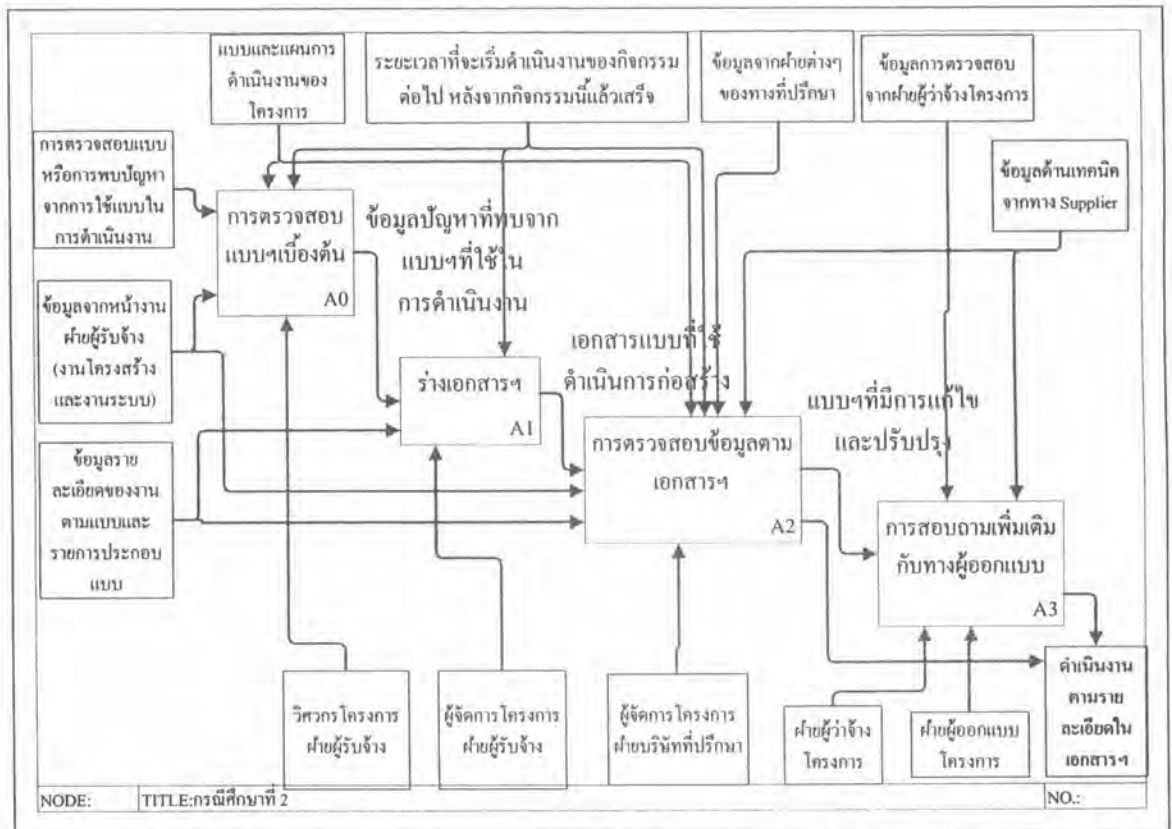 แบบและแผนการ
ดำเนินงานของ
โครงการ
ระยะเวลาที่จะเริ่มดำเนินงานของกิจกรรม
ต่อไป หลังจากกิจกรรมนี้แล้วเสร็จ
ข้อมูลจากฝ่ายต่างๆ
ของทางที่ปรึกษา
ข้อมูลการตรวจสอบ
จากฝ่ายผู้ว่าจ้างโครงการ
การตรวจสอบแบบ
หรือการพบปัญหา
จากการใช้แบบใน
การดำเนินงาน
ข้อมูลด้านเทคนิค
จากทาง Supplier
การตรวจสอบ
แบบฯเบื้องต้น
A0
ข้อมูลปัญหาที่พบจาก
แบบฯที่ใช้ใน
การดำเนินงาน
ข้อมูลจากหน้างาน
ฝ่ายผู้รับจ้าง
(งานโครงสร้าง
และงานระบบ)
ร่างเอกสารฯ
A1
เอกสารแบบที่ใช้
ดำเนินการก่อสร้าง
แบบฯที่มีการแก้ไข
และปรับปรุง
ข้อมูลราย
ละเอียดของงาน
ตามแบบและ
รายการประกอบ
แบบ
การตรวจสอบข้อมูลตาม
เอกสารฯ
A2
การสอบถามเพิ่มเติม
กับทางผู้ออกแบบ
A3
วิศวกรโครงการ
ฝ่ายผู้รับจ้าง
ผู้จัดการโครงการ
ฝ่ายผู้รับจ้าง
ผู้จัดการโครงการ
ฝ่ายบริษัทที่ปรึกษา
ฝ่ายผู้ว่าจ้าง
โครงการ
ฝ่ายผู้ออกแบบ
โครงการ
ดำเนินงาน
ตามราย
ละเอียดใน
เอกสารฯ
NODE:
TITLE:กรณีศึกษาที่ 2
NO.: